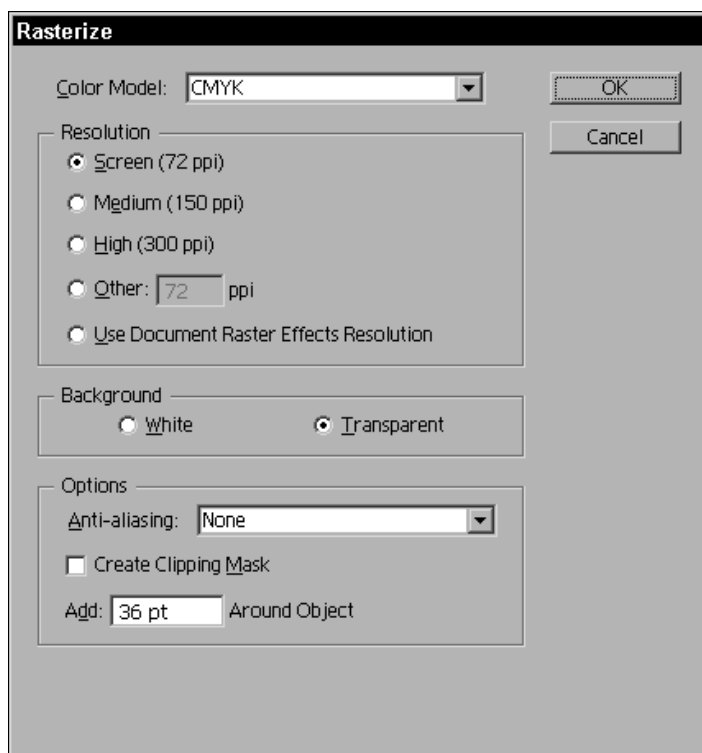 Rasterize
Color Model: CMYK
OK
Cancel
Resolution
Screen (72 ppi)
Medium (150 ppi)
High (300 ppi)
Other: 72 ppi
Use Document Raster Effects Resolution
Background
White
Transparent
Options
Anti-aliasing: None
Create Clipping Mask
Add: 36 pt Around Object